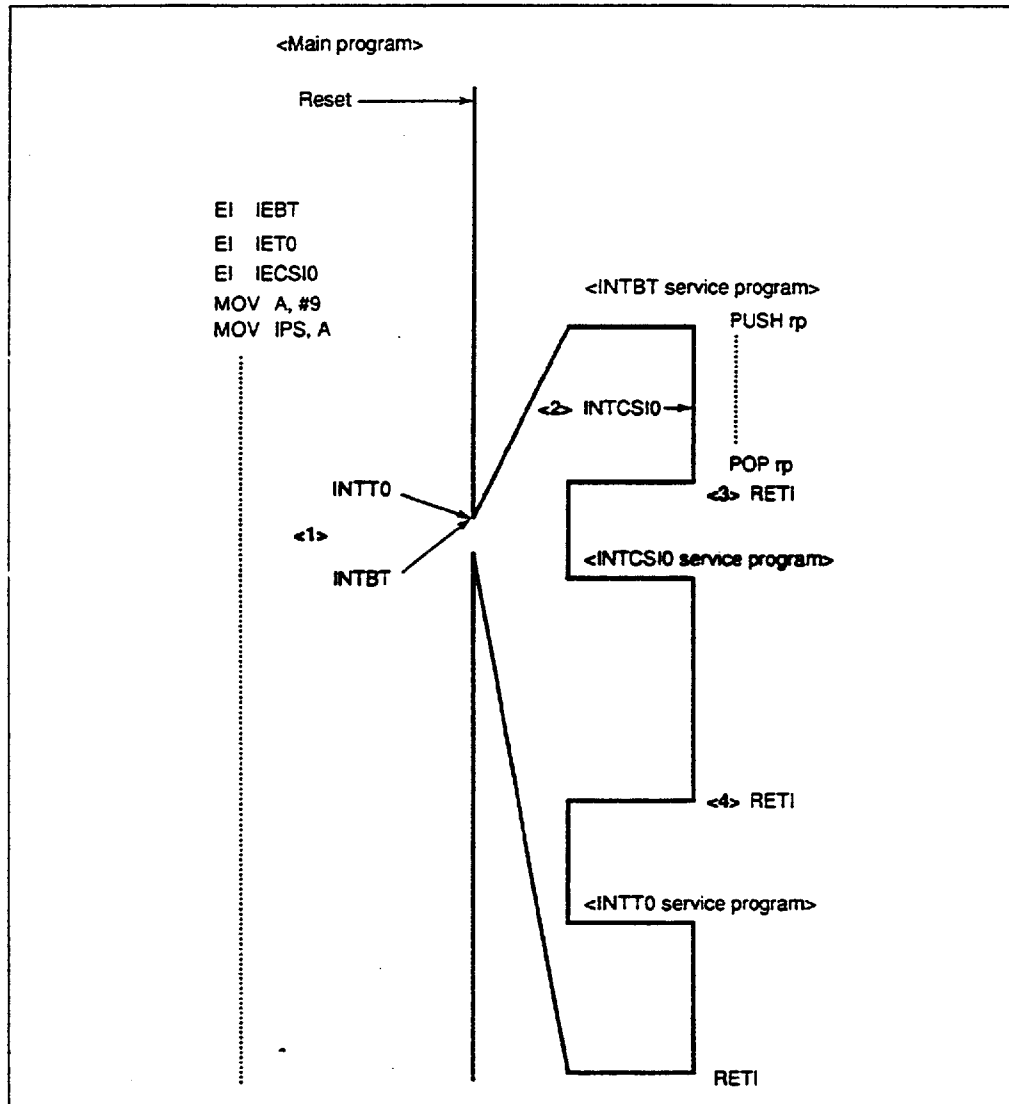 <Main program>
Reset
EI IEBT
EI IET0
EI IECSI0
MOV A, #9
MOV IPS, A
<INTBT service program>
PUSH rp
<2> INTCSI0
POP rp
<3> RETI
INTT0
<1>
INTBT
<INTCSI0 service program>
<4> RETI
<INTT0 service program>
RETI